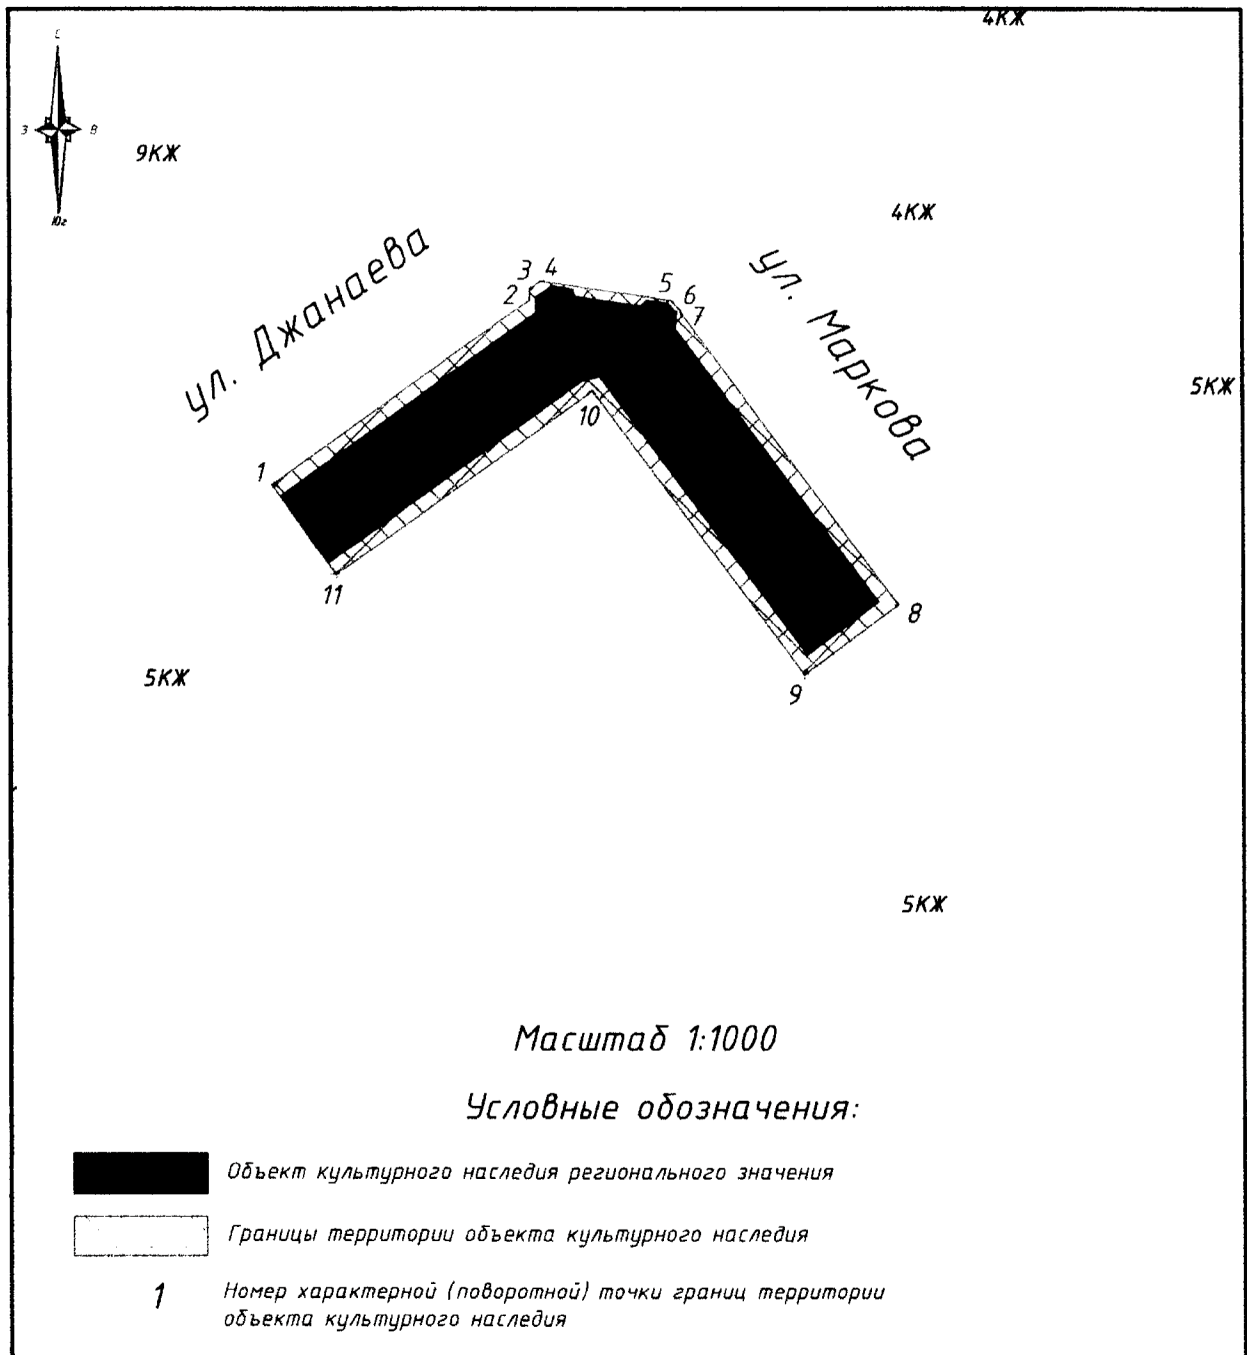 4КЖ
С
З
В
Юг
9КЖ
4КЖ
ул. Джанаева
ул. Маркова
3
4
2
5
6
7
5КЖ
10
1
11
8
9
5КЖ
5КЖ
Масштаб 1:1000
Условные обозначения:
Объект культурного наследия регионального значения
Границы территории объекта культурного наследия
1
Номер характерной (поворотной) точки границ территории
объекта культурного наследия